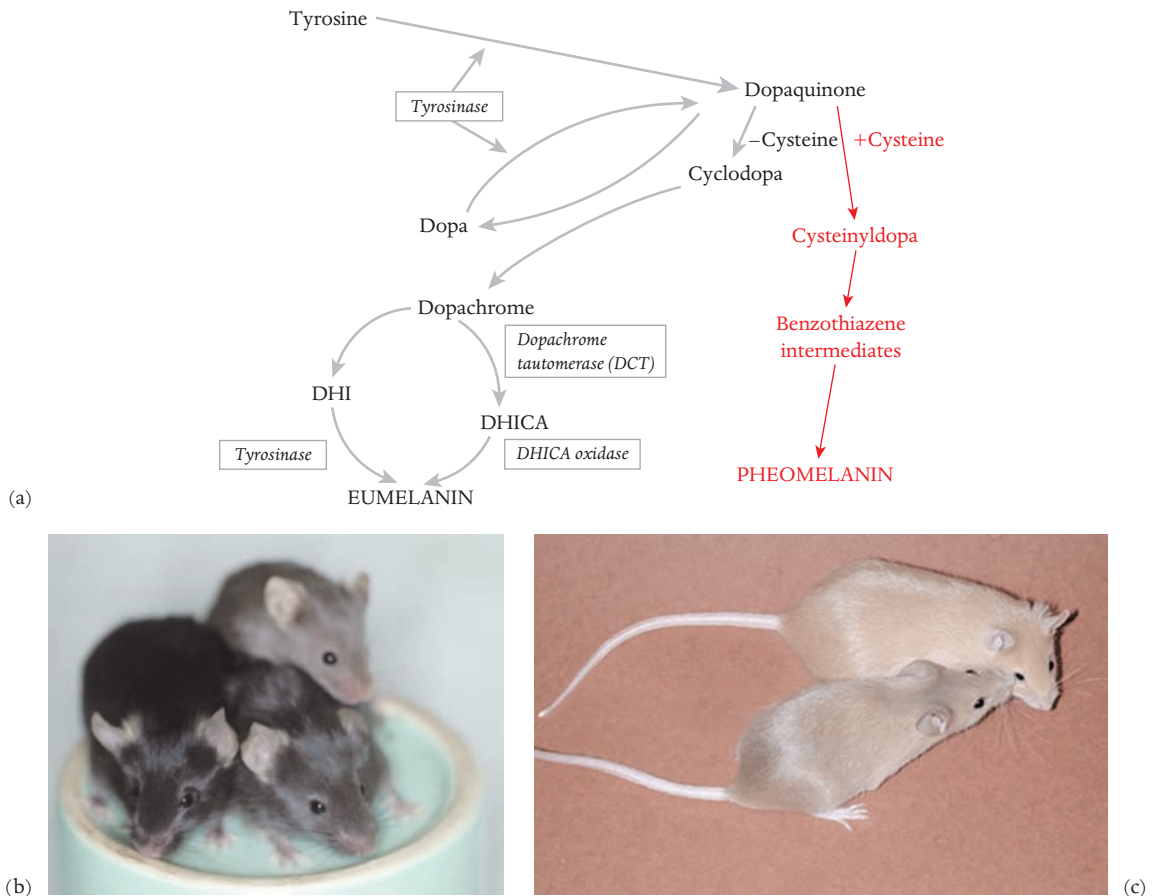 Tyrosine
Dopaquinone
Tyrosinase
–Cysteine
+Cysteine
Cyclodopa
Dopa
Cysteinyldopa
Dopachrome
Benzothiazene
intermediates
Dopachrome
tautomerase (DCT)
DHI
DHICA
Tyrosinase
DHICA oxidase
PHEOMELANIN
EUMELANIN
(a)
(b)
(c)